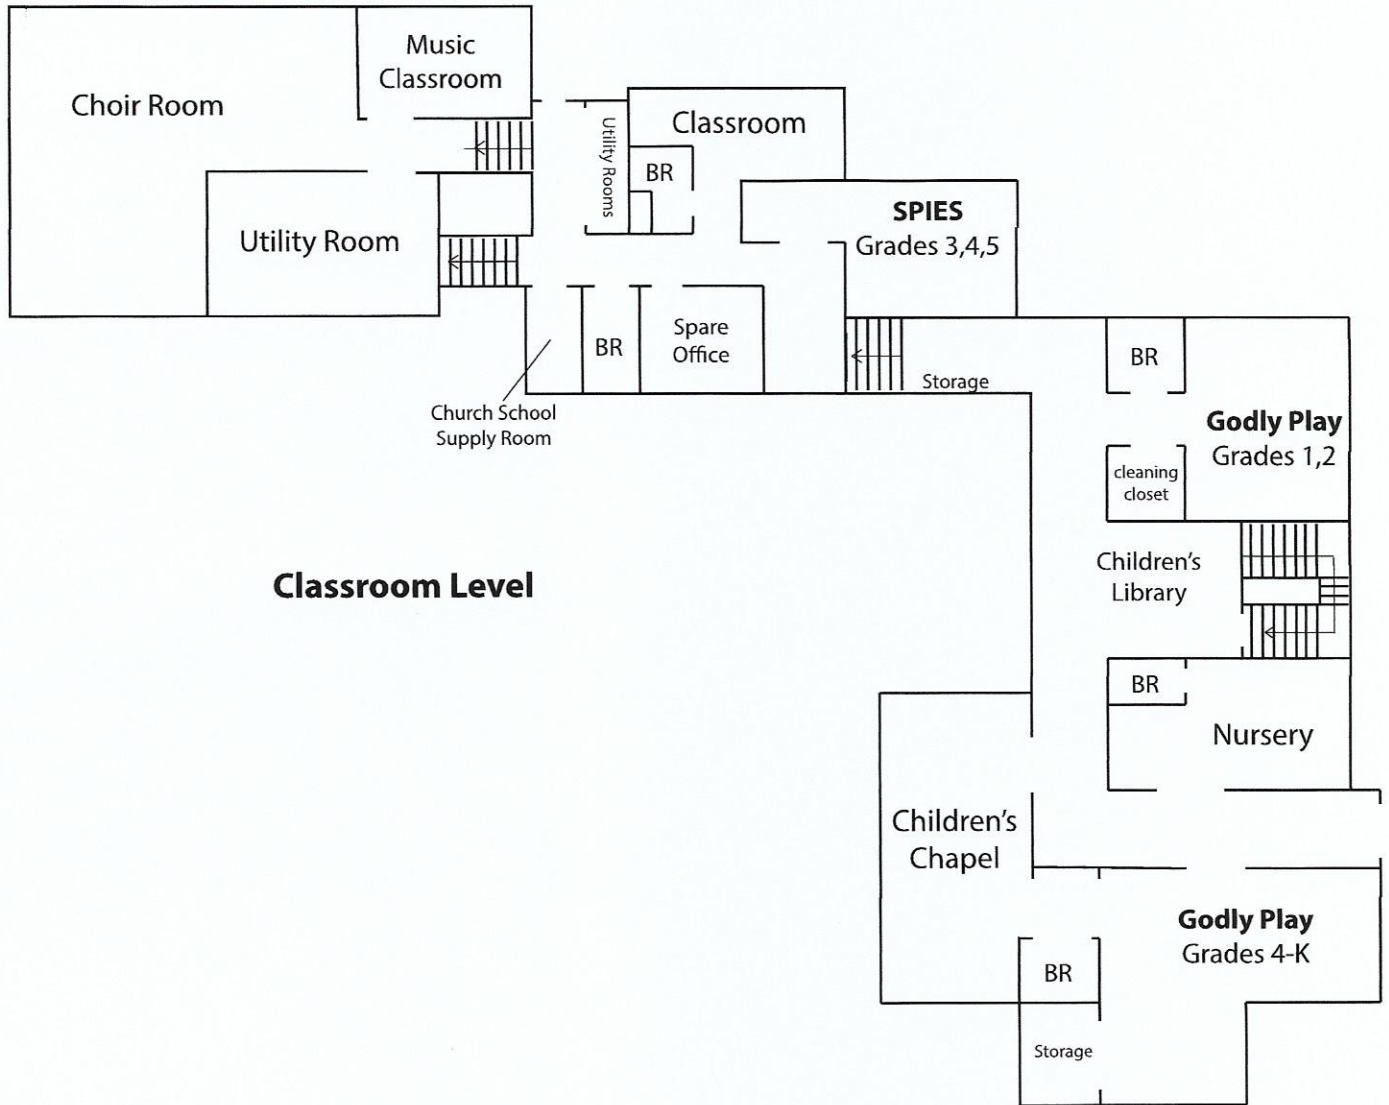 Music
Classroom
Choir Room
Utility Rooms
Classroom
BR
SPIES
Grades 3,4,5
Utility Room
Spare
Office
BR
BR
Storage
Church School
Supply Room
Godly Play
Grades 1,2
cleaning
closet
Children's
Library
Classroom Level
BR
Nursery
Children's
Chapel
Godly Play
Grades 4-K
BR
Storage